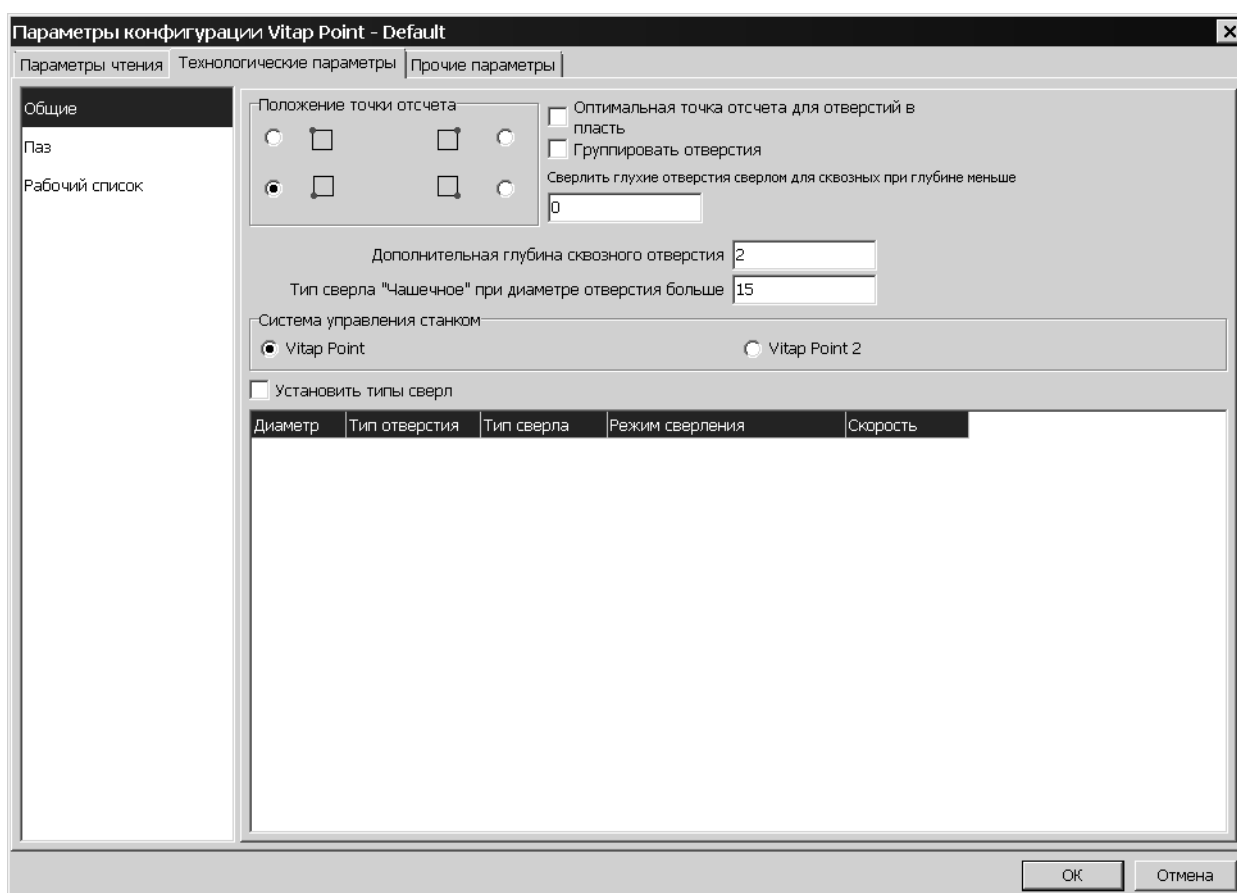 Параметры конфигурации Vitap Point - Default
Параметры чтения Технологические параметры Прочие параметры
Общие
Паз
Рабочий список
Положение точки отсчета
Оптимальная точка отсчета для отверстий в
пласть
Группировать отверстия
Сверлить глухие отверстия сверлом для сквозных при глубине меньше
0
Дополнительная глубина сквозного отверстия 2
Тип сверла "Чашечное" при диаметре отверстия больше 15
Система управления станком
Vitap Point Vitap Point 2
Установить типы сверл
Диаметр Тип отверстия Тип сверла Режим сверления Скорость
ОК Отмена